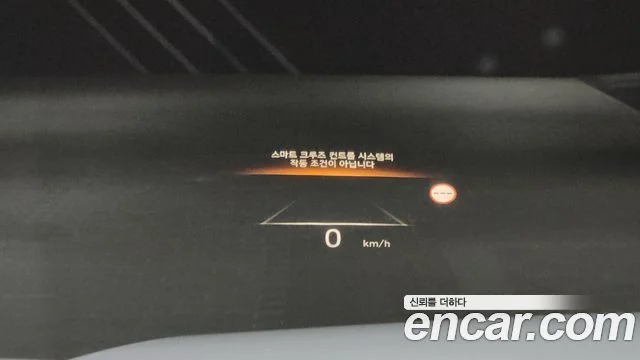 스마트 크루즈 컨트롤 시스템의
작동 조건이 아닙니다
---
0 km/h
신뢰를 더하다
encar.com